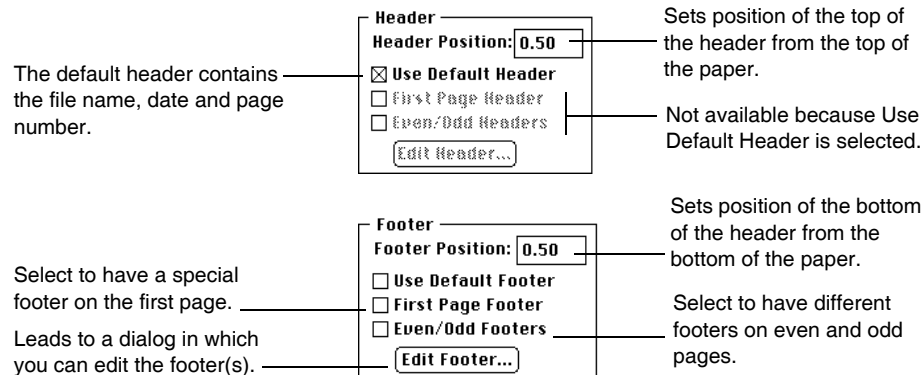 Header
Header Position: 0.50
Use Default Header
First Page Header
Even/Odd Headers
Edit Header...
The default header contains
the file name, date and page
number.
Sets position of the top of
the header from the top of
the paper.
Not available because Use
Default Header is selected.
Footer
Footer Position: 0.50
Use Default Footer
First Page Footer
Even/Odd Footers
Edit Footer...
Select to have a special
footer on the first page.
Leads to a dialog in which
you can edit the footer(s).
Sets position of the bottom
of the header from the
bottom of the paper.
Select to have different
footers on even and odd
pages.